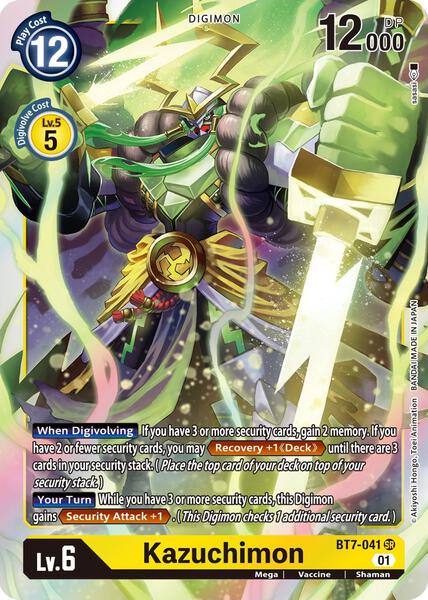 Play Cost
12
DIGIMON
12000
DP
sasasi
Digivolve Cost
Lv.5
5
When Digivolving If you have 3 or more security cards, gain 2 memory. If you
have 2 or fewer security cards, you may Recovery +1《Deck》 until there are 3
cards in your security stack. (Place the top card of your deck on top of your
security stack.)
Your Turn While you have 3 or more security cards, this Digimon
gains Security Attack +1 . (This Digimon checks 1 additional security card.)
© Akiyoshi Hongo, Toei Animation BANDAI MADE IN JAPAN
Lv.6
Kazuchimon
BT7-041 SR
01
Mega | Vaccine | Shaman